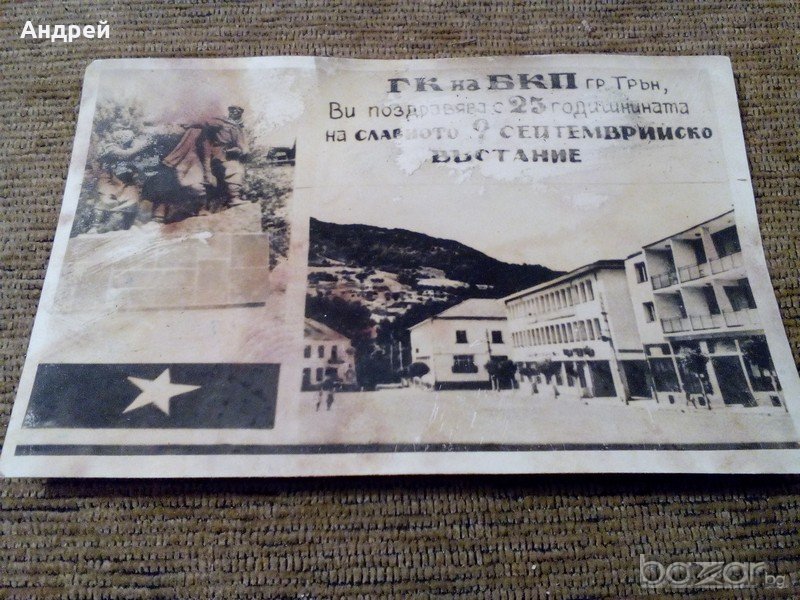 Андрей
ГК на БКП гр. Трън,
Ви поздравява с 25 годишнината
на славното 9 септемврийско
въстание
bazar.bg